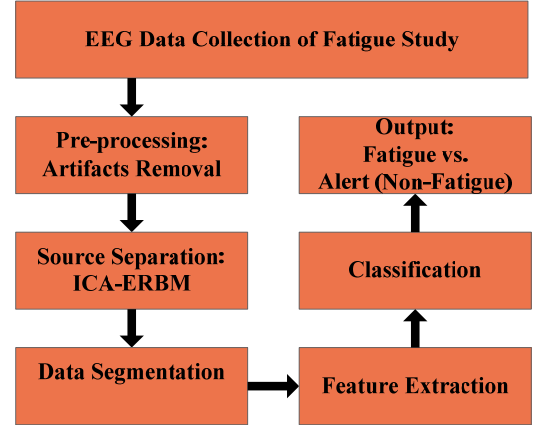 EEG Data Collection of Fatigue Study
Pre-processing:
Artifacts Removal
Source Separation:
ICA-ERBM
Data Segmentation
Feature Extraction
Classification
Output:
Fatigue vs.
Alert (Non-Fatigue)